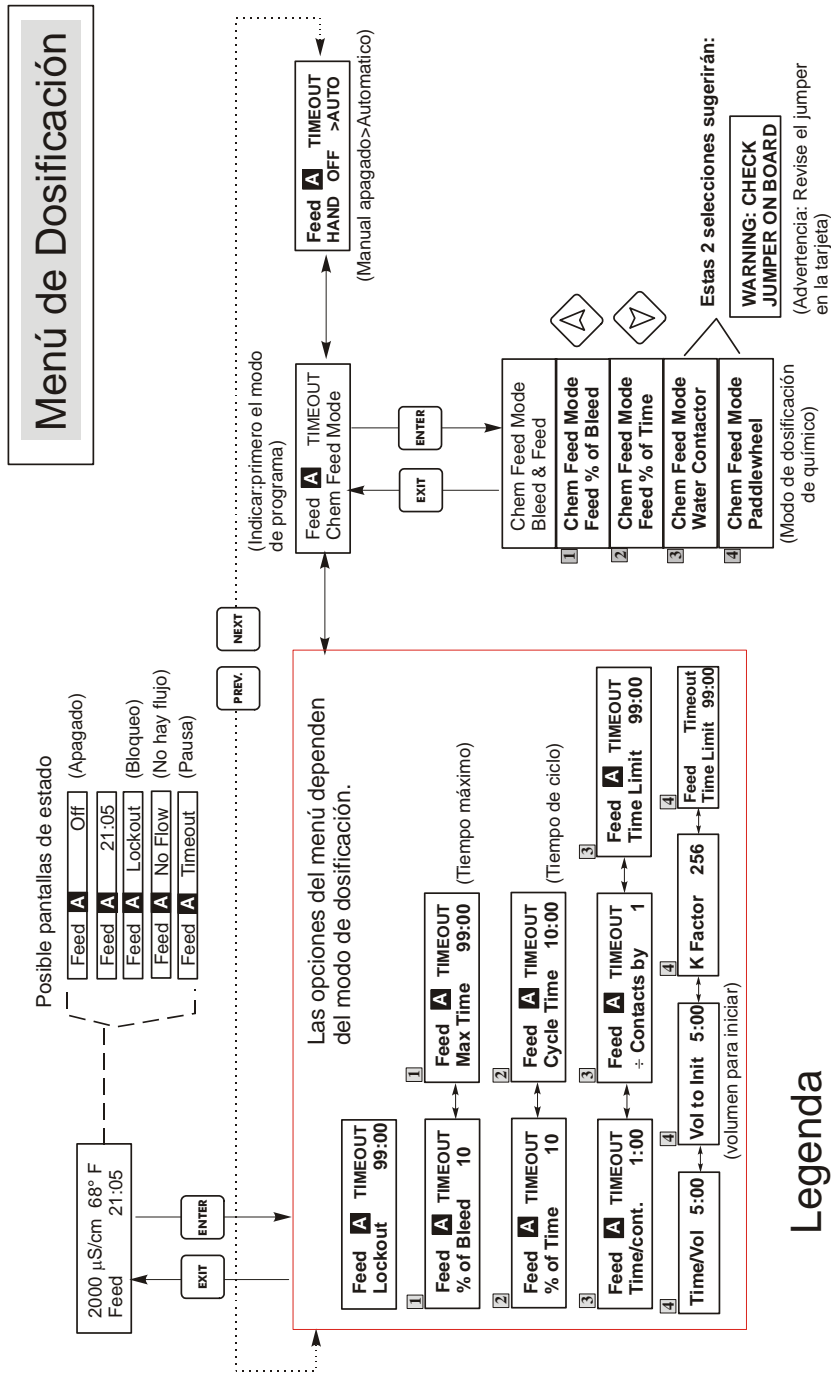 Menú de Dosificación
2000 µS/cm 68° F
Feed 21:05
Posible pantallas de estado
Feed A Off
(Apagado)
Feed A 21:05
Feed A Lockout
(Bloqueo)
Feed A No Flow
(No hay flujo)
Feed A Timeout
(Pausa)
EXIT
ENTER
PREV.
NEXT
Las opciones del menú dependen
del modo de dosificación.
Feed A TIMEOUT
Lockout 99:00
1
Feed A TIMEOUT
% of Bleed 10
1
Feed A TIMEOUT
Max Time 99:00
(Tiempo máximo)
2
Feed A TIMEOUT
% of Time 10
2
Feed A TIMEOUT
Cycle Time 10:00
(Tiempo de ciclo)
3
Feed A TIMEOUT
Time/cont. 1:00
3
Feed A TIMEOUT
÷ Contacts by 1
3
Feed A TIMEOUT
Time Limit 99:00
4
Time/Vol 5:00
4
Vol to Init 5:00
(volumen para iniciar)
4
K Factor 256
4
Feed Timeout
Time Limit 99:00
(Indicar:primero el modo
de programa)
Feed A TIMEOUT
Chem Feed Mode
Feed A TIMEOUT
HAND OFF >AUTO
(Manual apagado>Automatico)
EXIT
ENTER
Chem Feed Mode
Bleed & Feed
1
Chem Feed Mode
Feed % of Bleed
2
Chem Feed Mode
Feed % of Time
3
Chem Feed Mode
Water Contactor
4
Chem Feed Mode
Paddlewheel
(Modo de dosificación
de químico)
Estas 2 selecciones sugerirán:
WARNING: CHECK
JUMPER ON BOARD
(Advertencia: Revise el jumper
en la tarjeta)
Legenda